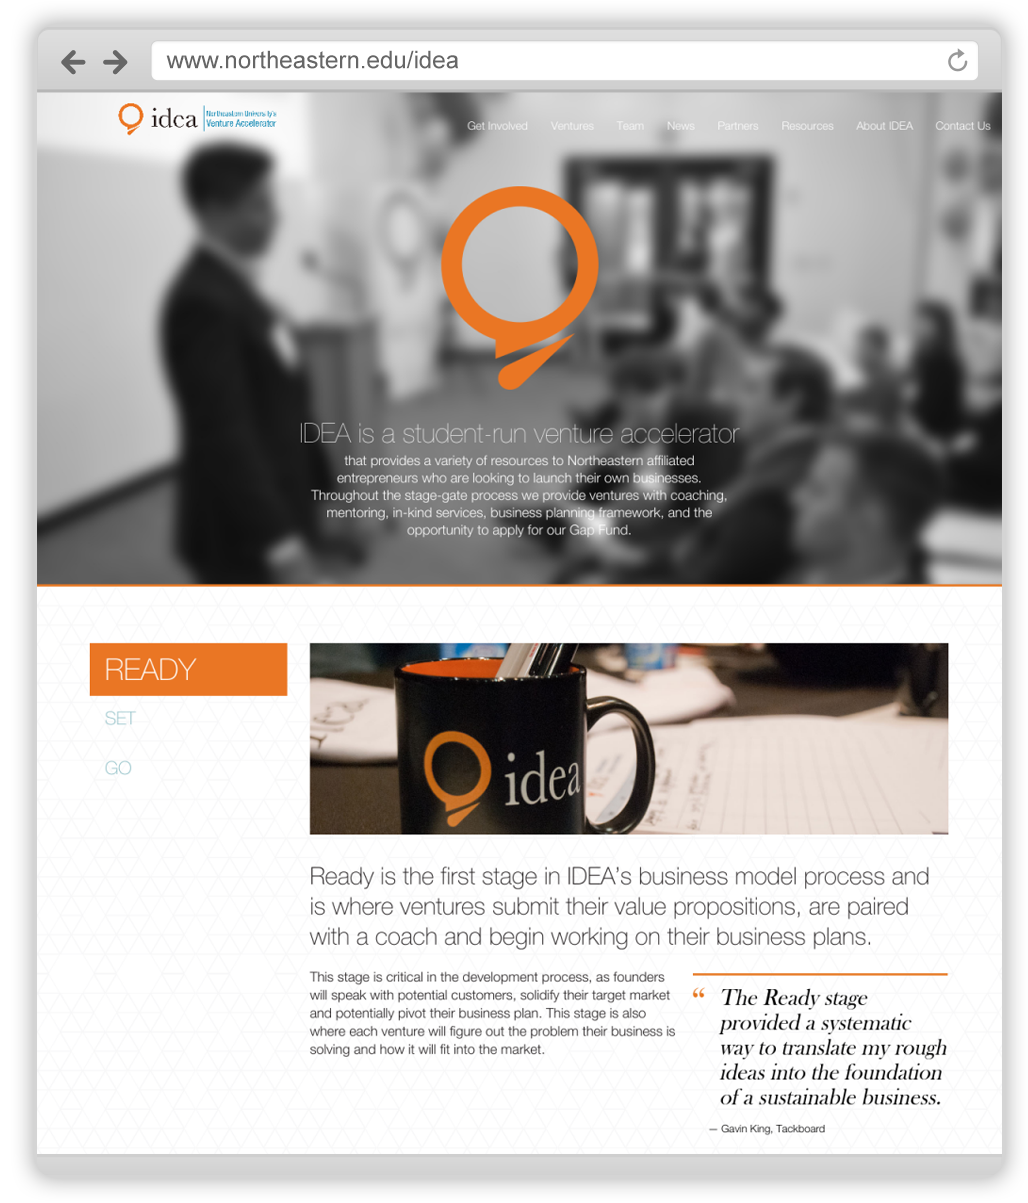 www.northeastern.edu/idea
idea
Northeastern University's
Venture Accelerator
Get Involved Ventures Team News Partners Resources About IDEA Contact Us
IDEA is a student-run venture accelerator
that provides a variety of resources to Northeastern affiliated
entrepreneurs who are looking to launch their own businesses.
Throughout the stage-gate process we provide ventures with coaching,
mentoring, in-kind services, business planning framework, and the
opportunity to apply for our Gap Fund.
READY
SET
GO
idea
Ready is the first stage in IDEA’s business model process and
is where ventures submit their value propositions, are paired
with a coach and begin working on their business plans.
This stage is critical in the development process, as founders
will speak with potential customers, solidify their target market
and potentially pivot their business plan. This stage is also
where each venture will figure out the problem their business is
solving and how it will fit into the market.
“ The Ready stage
provided a systematic
way to translate my rough
ideas into the foundation
of a sustainable business.
— Gavin King, Tackboard